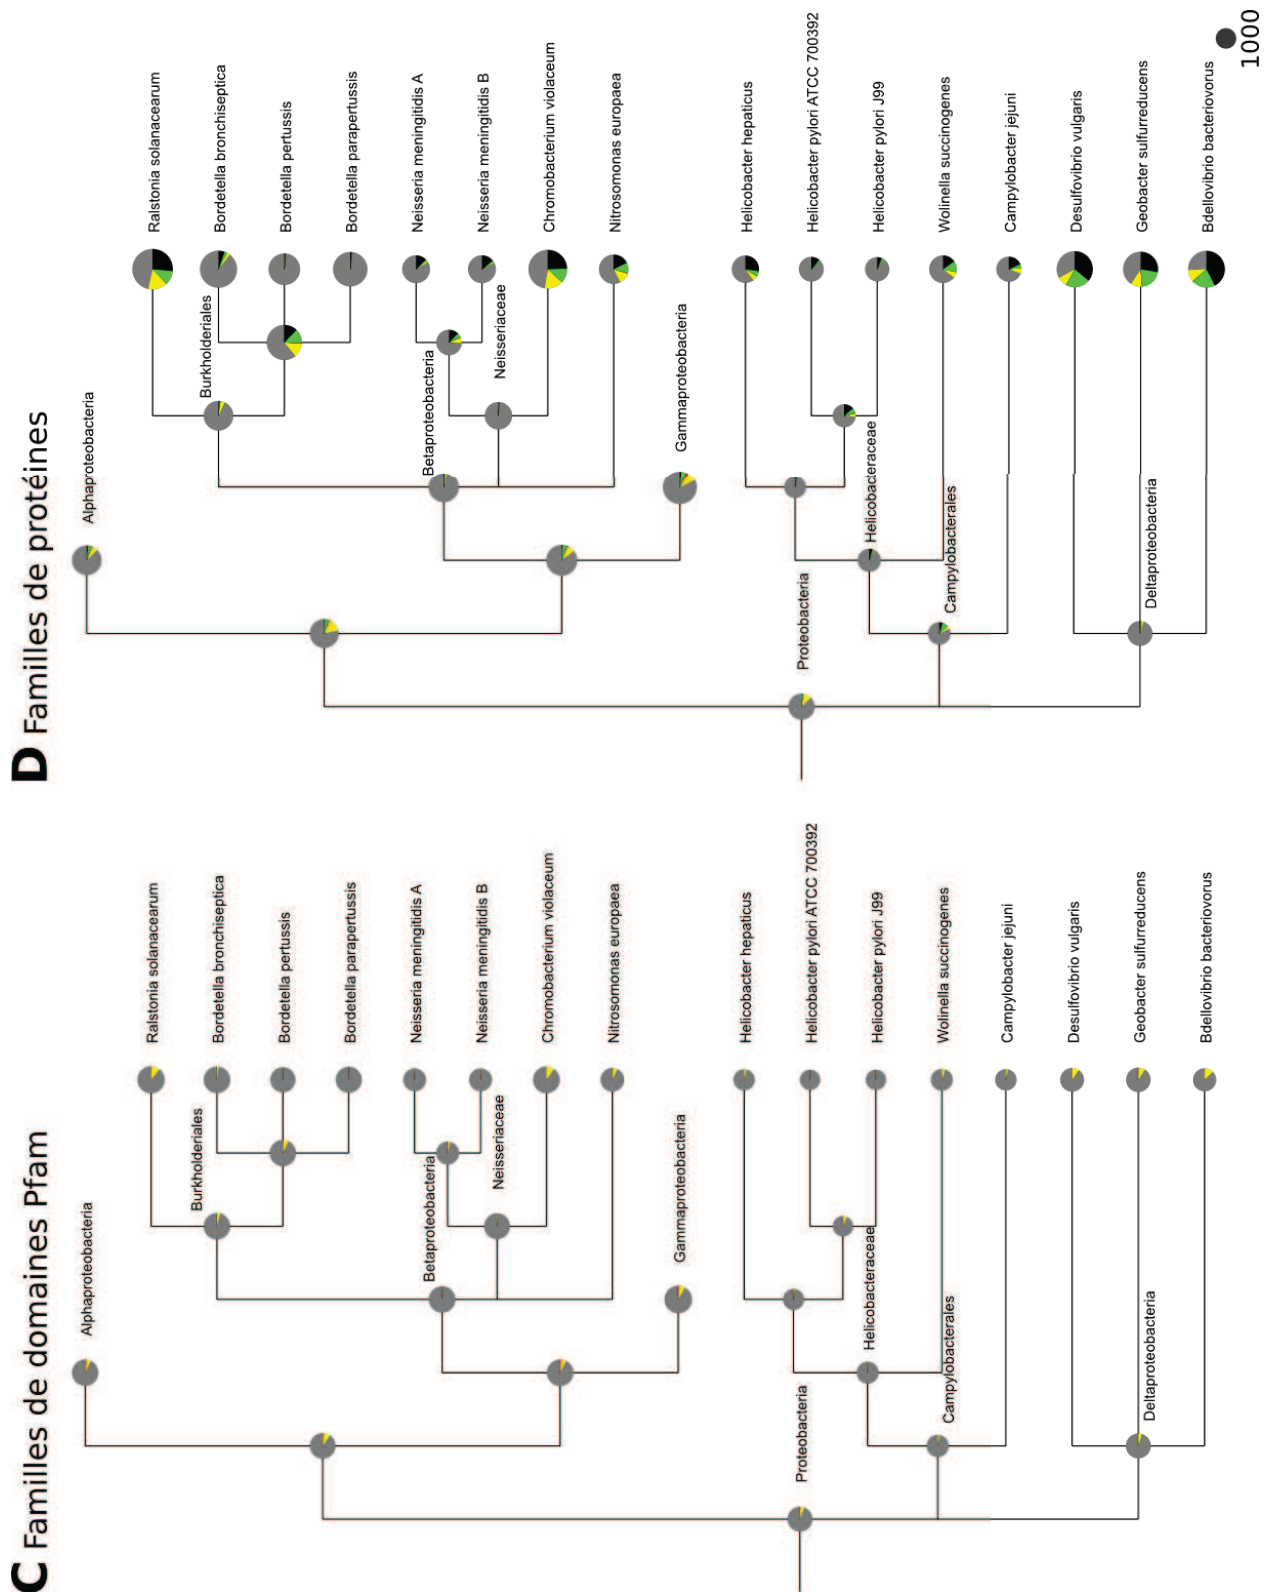 D Familles de protéines
Alphaproteobacteria
Ralstonia solanacearum
Burkholderiales
Bordetella bronchiseptica
Bordetella pertussis
Bordetella parapertussis
Betaproteobacteria
Neisseria meningitidis A
Neisseria meningitidis B
Neisseriaceae
Chromobacterium violaceum
Nitrosomonas europaea
Gammaproteobacteria
Proteobacteria
Helicobacter hepaticus
Helicobacter pylori ATCC 700392
Helicobacter pylori J99
Helicobacteraceae
Wolinella succinogenes
Campylobacterales
Campylobacter jejuni
Desulfovibrio vulgaris
Geobacter sulfurreducens
Deltaproteobacteria
Bdellovibrio bacteriovorus
1000
C Familles de domaines Pfam
Alphaproteobacteria
Ralstonia solanacearum
Burkholderiales
Bordetella bronchiseptica
Bordetella pertussis
Bordetella parapertussis
Betaproteobacteria
Neisseria meningitidis A
Neisseria meningitidis B
Neisseriaceae
Chromobacterium violaceum
Nitrosomonas europaea
Gammaproteobacteria
Proteobacteria
Helicobacter hepaticus
Helicobacter pylori ATCC 700392
Helicobacter pylori J99
Helicobacteraceae
Wolinella succinogenes
Campylobacterales
Campylobacter jejuni
Desulfovibrio vulgaris
Geobacter sulfurreducens
Deltaproteobacteria
Bdellovibrio bacteriovorus